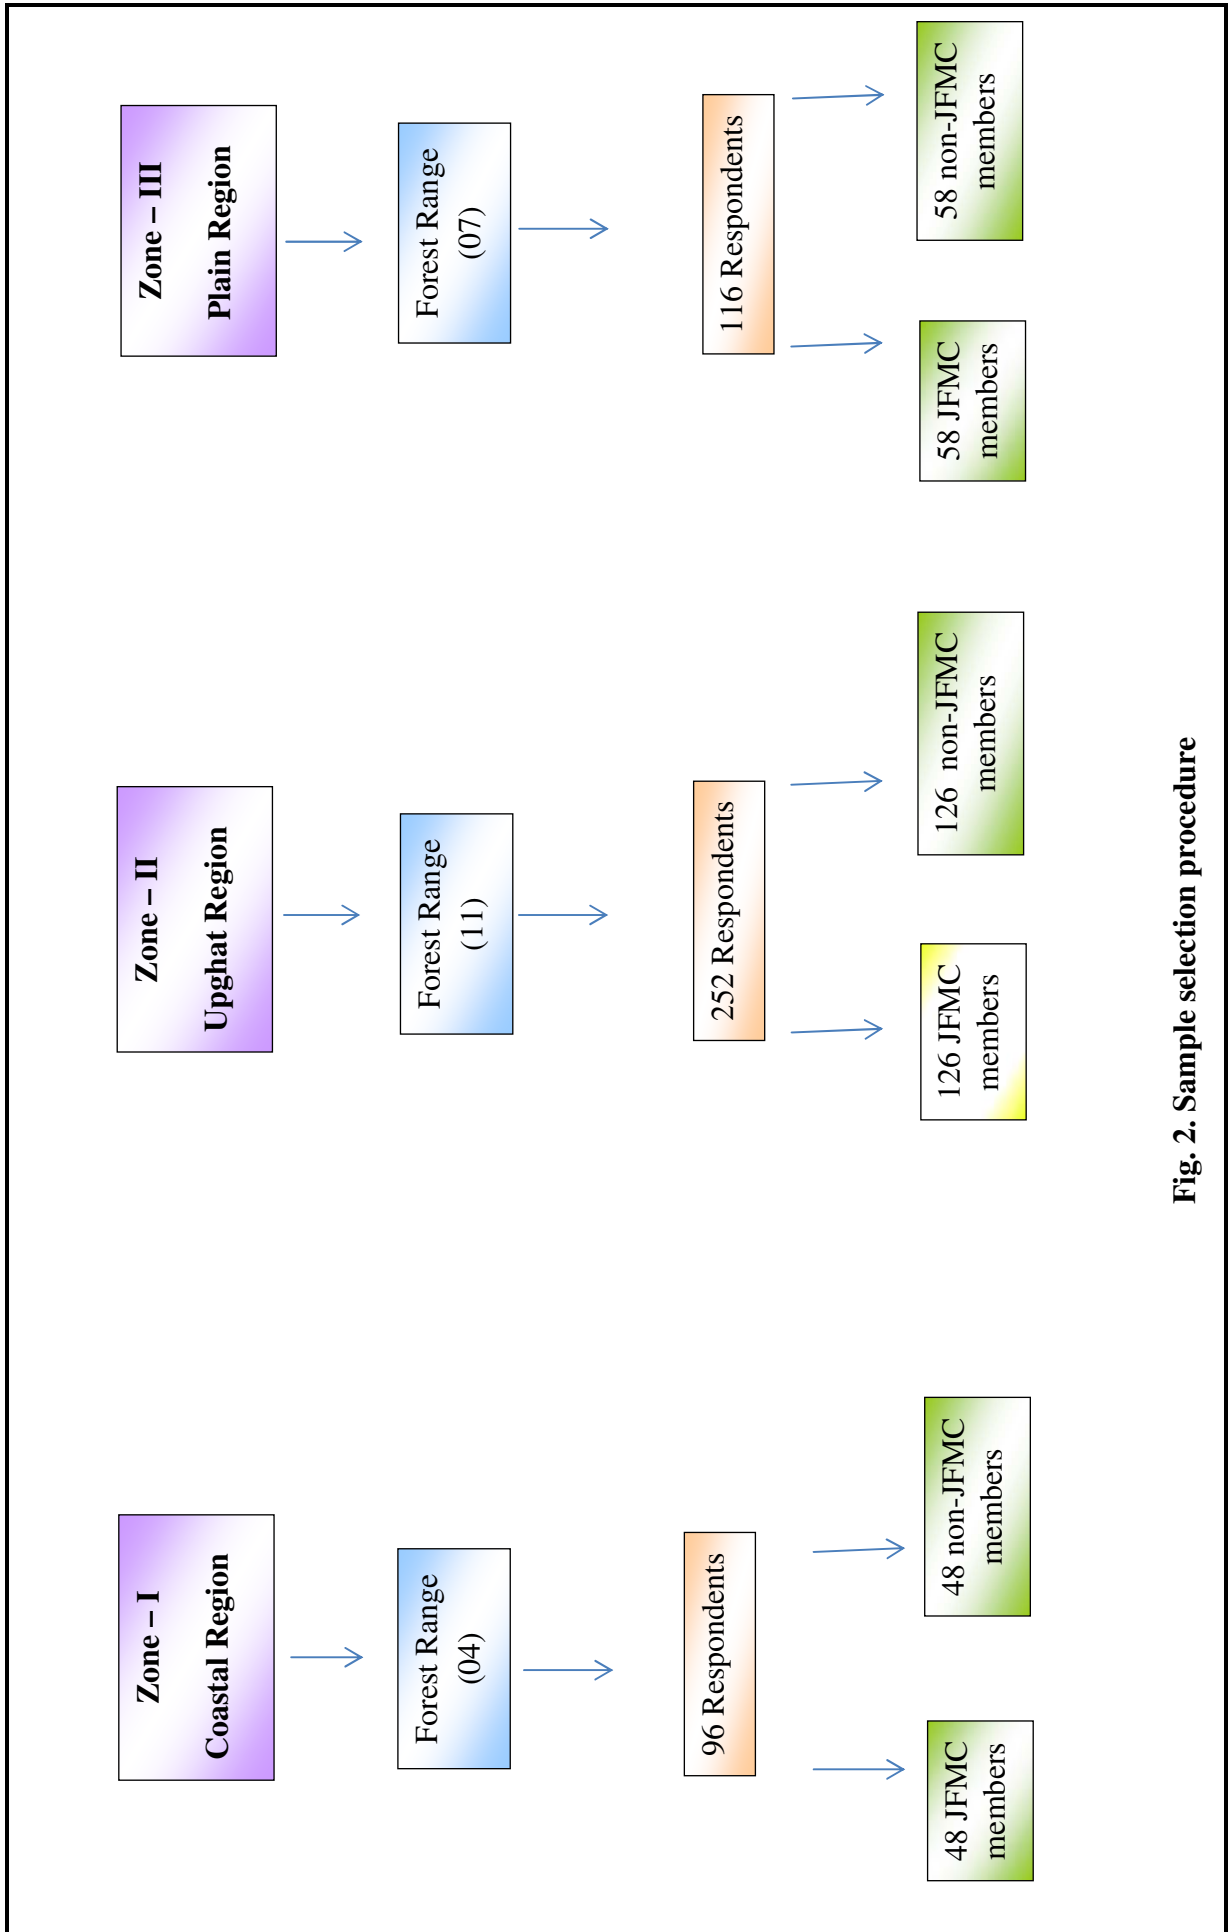 Zone – I
Coastal Region
Forest Range
(04)
96 Respondents
48 JFMC
members
48 non-JFMC
members
Zone – II
Upghat Region
Forest Range
(11)
252 Respondents
126 JFMC
members
126 non-JFMC
members
Zone – III
Plain Region
Forest Range
(07)
116 Respondents
58 JFMC
members
58 non-JFMC
members
Fig. 2. Sample selection procedure